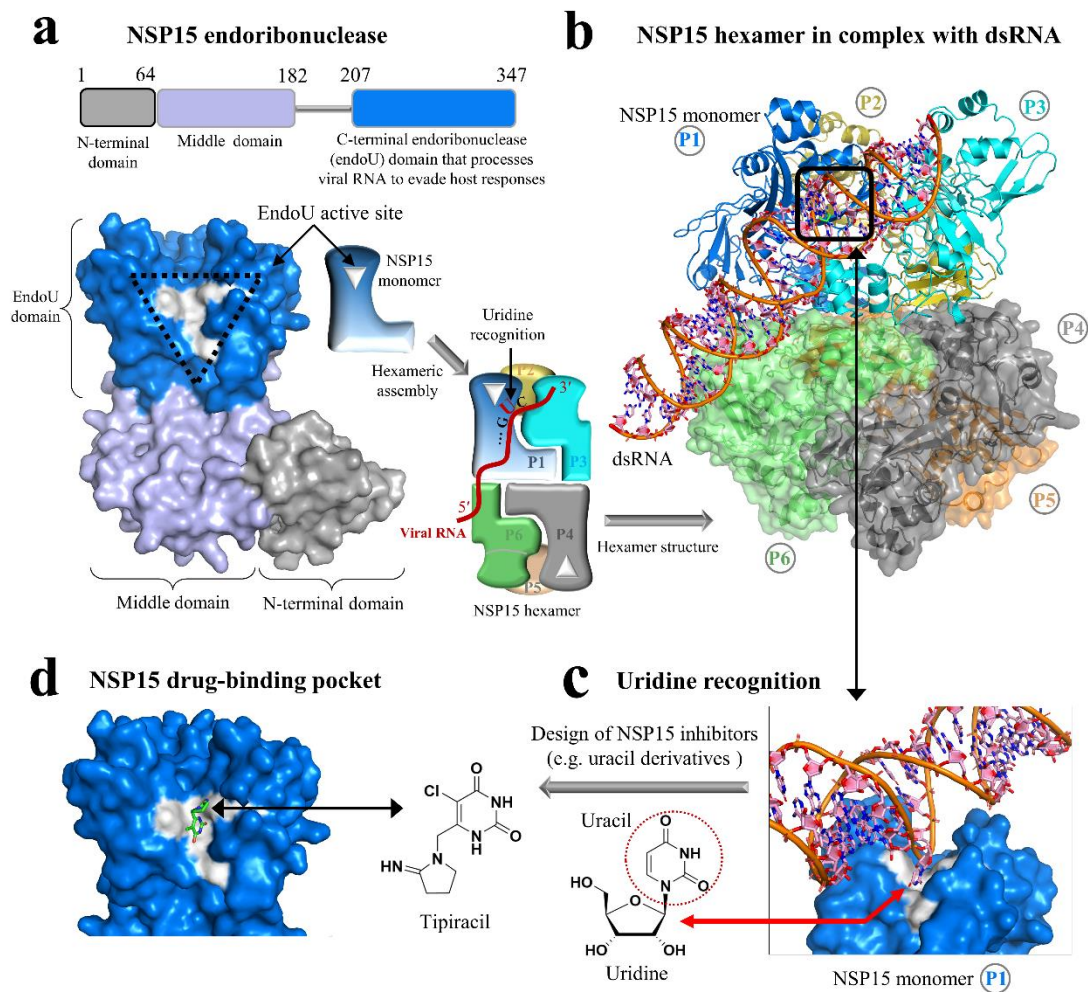 a NSP15 endoribonuclease
1 64 182 207 347
N-terminal
domain
Middle domain
C-terminal endoribonuclease
(endoU) domain that processes
viral RNA to evade host responses
EndoU active site
EndoU
domain
NSP15
monomer
Uridine
recognition
Hexameric
assembly
P2
3'
U C
G
...
P1
P3
5'
Viral RNA
P6
P4
P5
NSP15 hexamer
Hexamer structure
Middle domain
N-terminal domain
b NSP15 hexamer in complex with dsRNA
NSP15 monomer
P1
P2
P3
P4
dsRNA
P5
P6
d NSP15 drug-binding pocket
Cl
O
NH
O
N
H
N
NH
Tipiracil
c Uridine recognition
Design of NSP15 inhibitors
(e.g. uracil derivatives )
Uracil
O
NH
N
O
HO
O
HO
OH
Uridine
NSP15 monomer P1